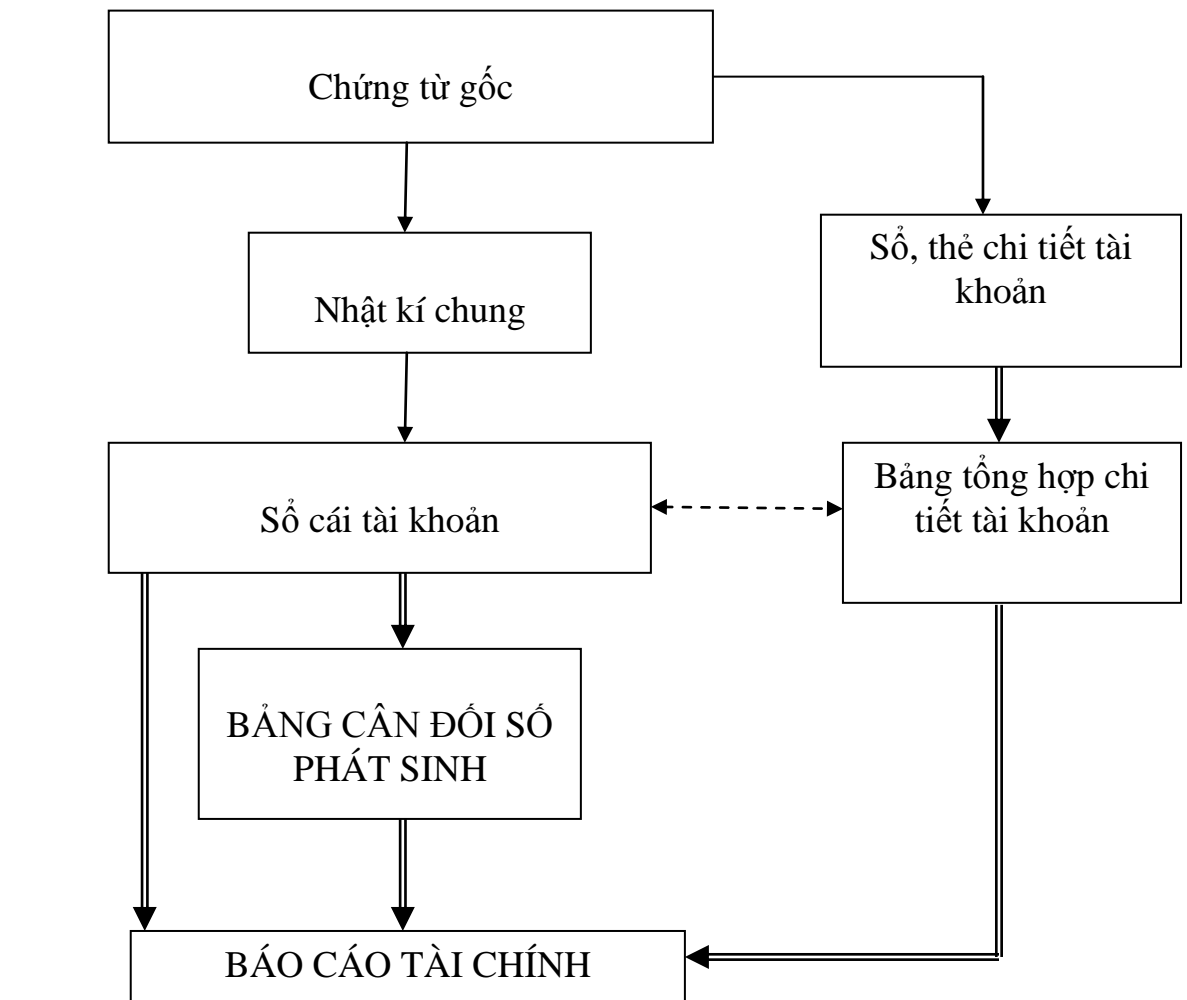 Chứng từ gốc
Sổ, thẻ chi tiết tài
khoản
Nhật kí chung
Sổ cái tài khoản
Bảng tổng hợp chi
tiết tài khoản
BẢNG CÂN ĐỐI SỐ
PHÁT SINH
BÁO CÁO TÀI CHÍNH